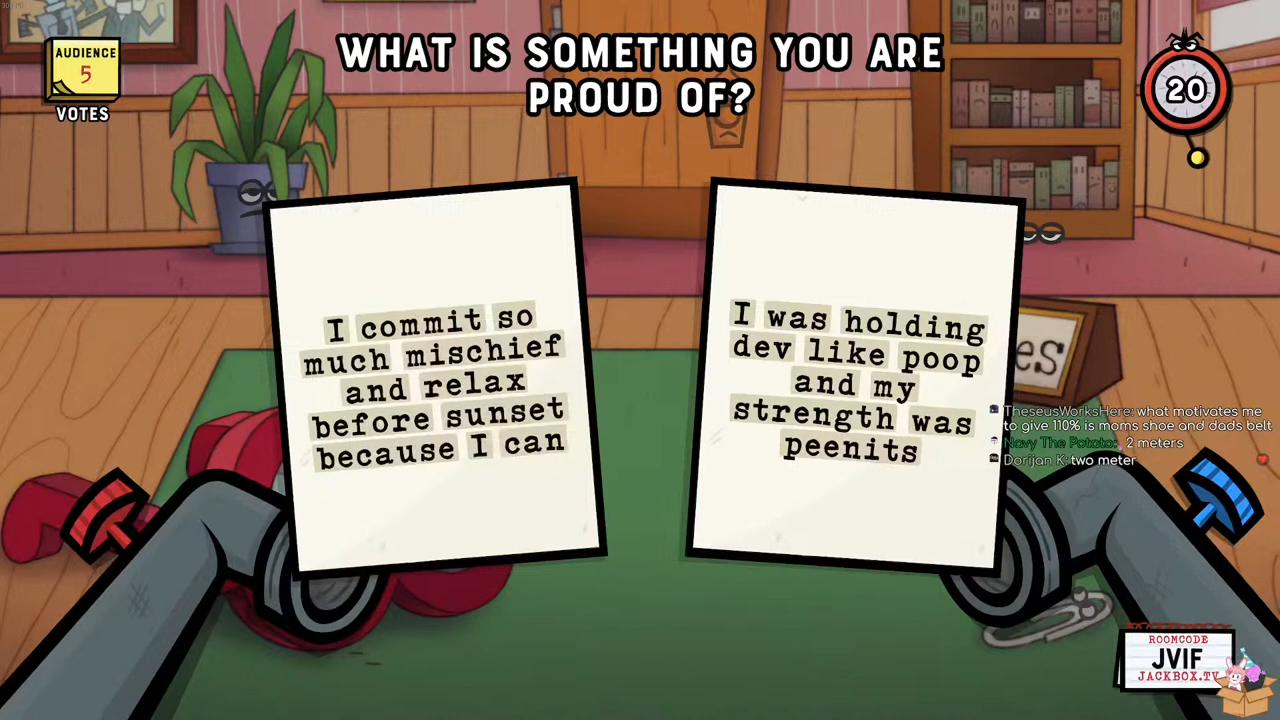 AUDIENCE
5
VOTES
WHAT IS SOMETHING YOU ARE
PROUD OF?
20
I commit so
much mischief
and relax
before sunset
because I can
I was holding
dev like poop
and my
strength was
peenits
es
TheseusWorksHere: what motivates me
to give 110% is moms shoe and dads belt
Navy The Potato: 2 meters
Dorijan K: two meter
ROOMCODE
JVIF
JACKBOX.TV